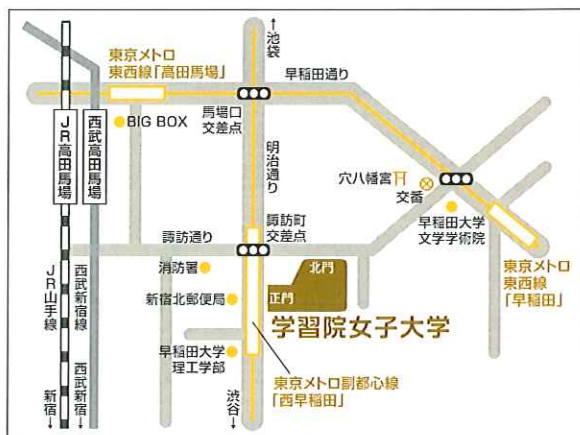 ↑池袋
東京メトロ
東西線「高田馬場」
早稲田通り
JR高田馬場
西武高田馬場
BIG BOX
馬場口
交差点
明治通り
穴八幡宮
交番
早稲田大学
文学学術院
諏訪町
交差点
諏訪通り
消防署
北門
正門
東京メトロ
東西線
「早稲田」
JR山手線
西武新宿線
新宿北郵便局
学習院女子大学
早稲田大学
理工学部
東京メトロ副都心線
「西早稲田」
新宿↓
西武新宿↓
渋谷↓